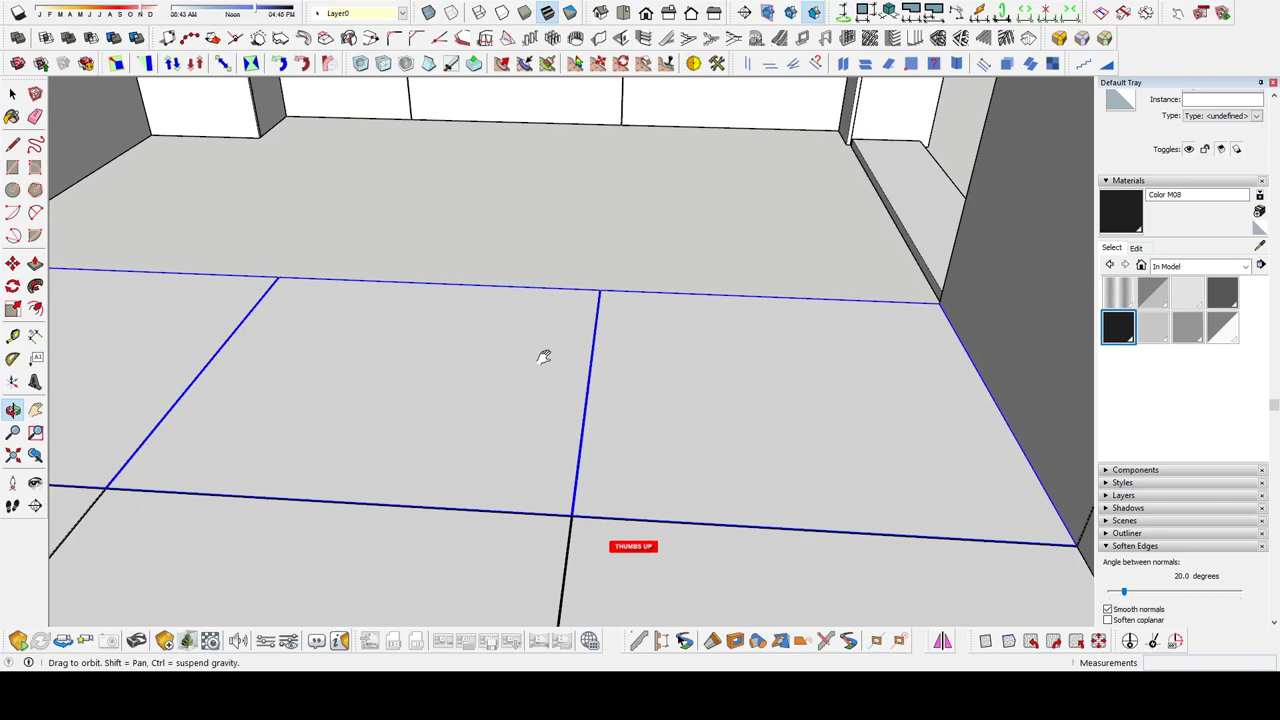 J F M A M J J A S O N D
06:43 AM
Noon
04:45 PM
Layer0
Default Tray
Instance:
Type:
Type: <undefined>
Toggles:
Materials
Color M08
Select
Edit
In Model
THUMBS UP
Components
Styles
Layers
Shadows
Scenes
Outliner
Soften Edges
Angle between normals:
20.0 degrees
Smooth normals
Soften coplanar
Drag to orbit. Shift = Pan, Ctrl = suspend gravity.
Measurements